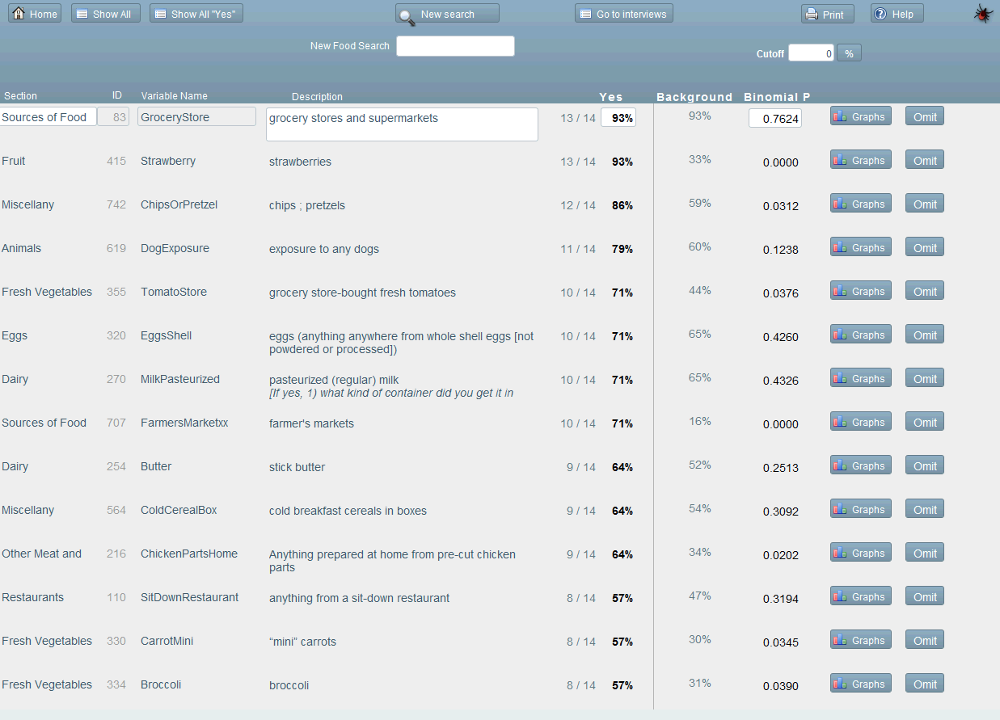 Home Show All Show All "Yes" New search Go to interviews Print Help
New Food Search
Cutoff 0 %
Section ID Variable Name Description Yes Background Binomial P
Sources of Food 83 GroceryStore grocery stores and supermarkets 13 / 14 93% 93% 0.7624 Graphs Omit
Fruit 415 Strawberry strawberries 13 / 14 93% 33% 0.0000 Graphs Omit
Miscellany 742 ChipsOrPretzel chips ; pretzels 12 / 14 86% 59% 0.0312 Graphs Omit
Animals 619 DogExposure exposure to any dogs 11 / 14 79% 60% 0.1238 Graphs Omit
Fresh Vegetables 355 TomatoStore grocery store-bought fresh tomatoes 10 / 14 71% 44% 0.0376 Graphs Omit
Eggs 320 EggsShell eggs (anything anywhere from whole shell eggs [not 10 / 14 71% 65% 0.4260 Graphs Omit
powdered or processed])
Dairy 270 MilkPasteurized pasteurized (regular) milk 10 / 14 71% 65% 0.4326 Graphs Omit
[If yes, 1) what kind of container did you get it in
Sources of Food 707 FarmersMarketxx farmer's markets 10 / 14 71% 16% 0.0000 Graphs Omit
Dairy 254 Butter stick butter 9 / 14 64% 52% 0.2513 Graphs Omit
Miscellany 564 ColdCerealBox cold breakfast cereals in boxes 9 / 14 64% 54% 0.3092 Graphs Omit
Other Meat and 216 ChickenPartsHome Anything prepared at home from pre-cut chicken 9 / 14 64% 34% 0.0202 Graphs Omit
parts
Restaurants 110 SitDownRestaurant anything from a sit-down restaurant 8 / 14 57% 47% 0.3194 Graphs Omit
Fresh Vegetables 330 CarrotMini “mini” carrots 8 / 14 57% 30% 0.0345 Graphs Omit
Fresh Vegetables 334 Broccoli broccoli 8 / 14 57% 31% 0.0390 Graphs Omit